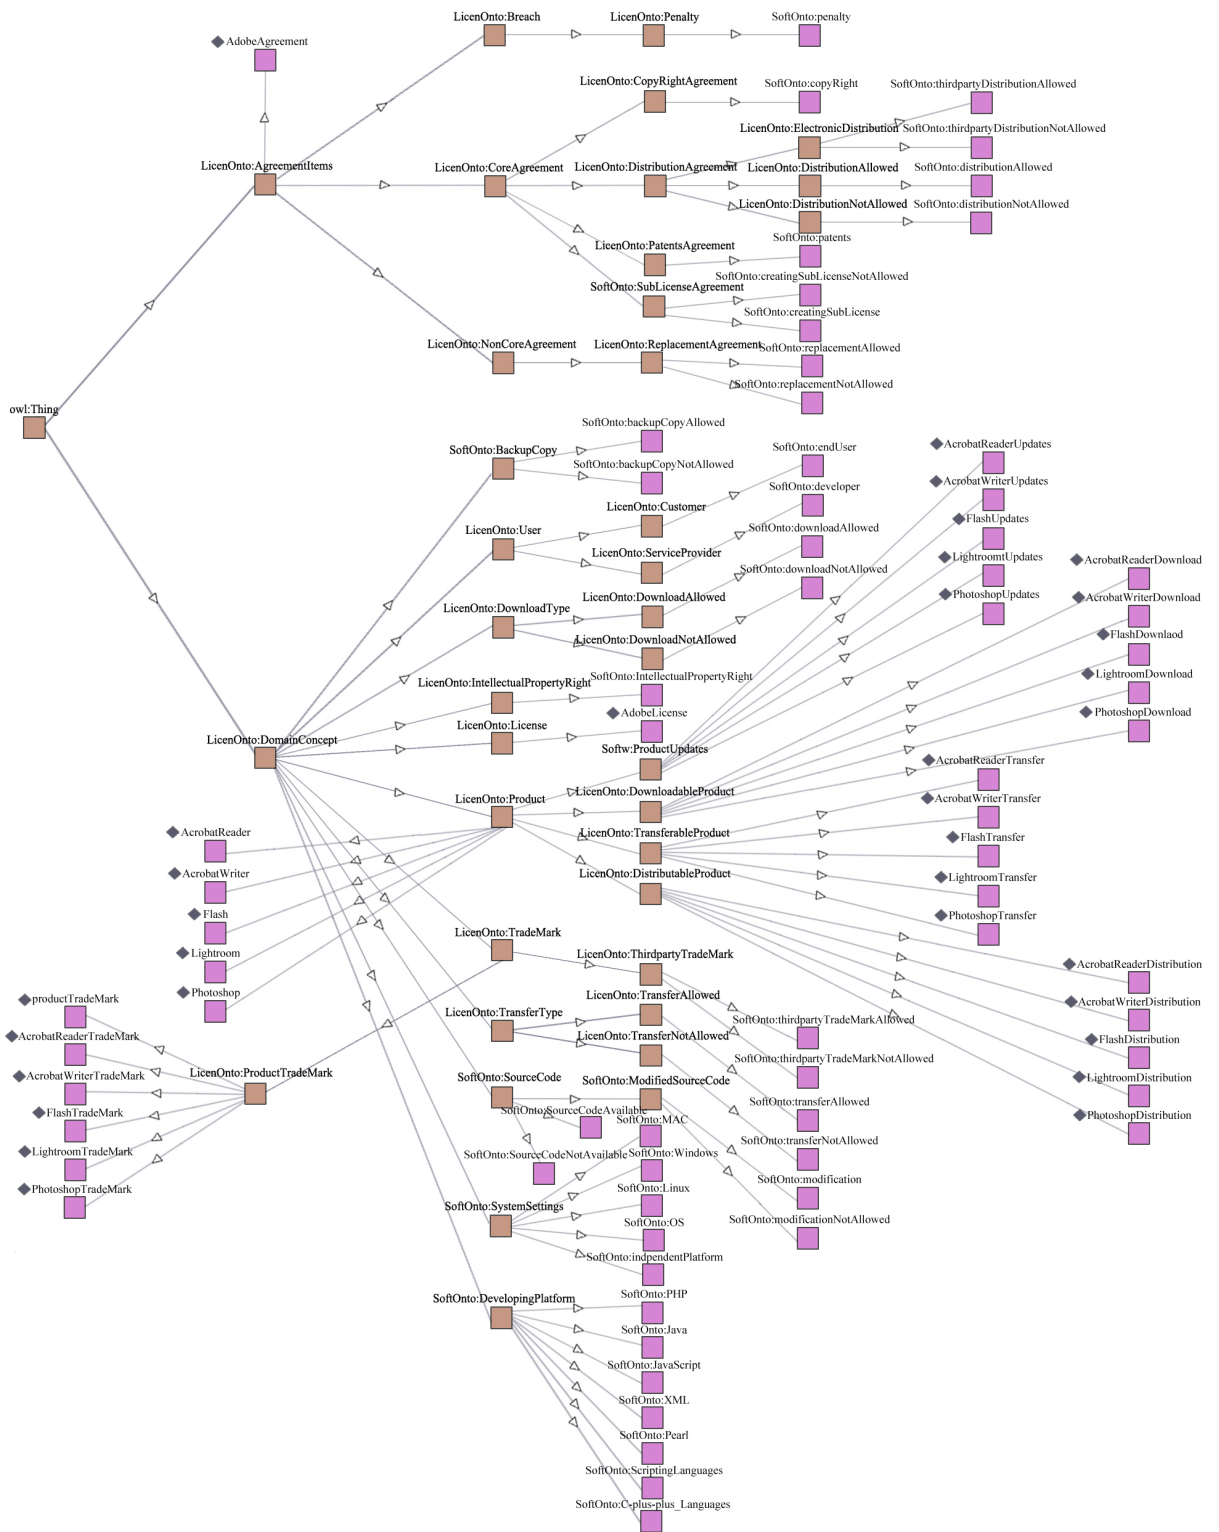 LicenOnto:Breach
LicenOnto:Penalty
SoftOnto:penalty
AdobeAgreement
LicenOnto:CopyRightAgreement
SoftOnto:copyRight
SoftOnto:thirdpartyDistributionAllowed
LicenOnto:ElectronicDistribution
SoftOnto:thirdpartyDistributionNotAllowed
LicenOnto:AgreementItems
LicenOnto:CoreAgreement
LicenOnto:DistributionAgreement
LicenOnto:DistributionAllowed
SoftOnto:distributionAllowed
LicenOnto:DistributionNotAllowed
SoftOnto:distributionNotAllowed
LicenOnto:PatentsAgreement
SoftOnto:patents
SoftOnto:creatingSubLicenseNotAllowed
SoftOnto:SubLicenseAgreement
SoftOnto:creatingSubLicense
LicenOnto:NonCoreAgreement
LicenOnto:ReplacementAgreement
SoftOnto:replacementAllowed
SoftOnto:replacementNotAllowed
owl:Thing
SoftOnto:backupCopyAllowed
SoftOnto:BackupCopy
SoftOnto:backupCopyNotAllowed
SoftOnto:endUser
AcrobatReaderUpdates
AcrobatWriterUpdates
SoftOnto:developer
LicenOnto:Customer
FlashUpdates
LicenOnto:User
SoftOnto:downloadAllowed
LicenOnto:ServiceProvider
LightroomtUpdates
AcrobatReaderDownload
SoftOnto:downloadNotAllowed
PhotoshopUpdates
AcrobatWriterDownload
LicenOnto:DownloadType
LicenOnto:DownloadAllowed
FlashDownlaod
LicenOnto:DownloadNotAllowed
LightroomDownload
LicenOnto:IntellectualPropertyRight
SoftOnto:IntellectualPropertyRight
PhotoshopDownload
LicenOnto:License
AdobeLicense
LicenOnto:DomainConcept
Softw:ProductUpdates
AcrobatReaderTransfer
LicenOnto:Product
LicenOnto:DownloadableProduct
AcrobatWriterTransfer
AcrobatReader
LicenOnto:TransferableProduct
FlashTransfer
AcrobatWriter
LicenOnto:DistributableProduct
LightroomTransfer
Flash
PhotoshopTransfer
LicenOnto:TradeMark
Lightroom
LicenOnto:ThirdpartyTradeMark
AcrobatReaderDistribution
Photoshop
productTradeMark
LicenOnto:TransferAllowed
AcrobatWriterDistribution
LicenOnto:TransferType
SoftOnto:thirdpartyTradeMarkAllowed
AcrobatReaderTradeMark
LicenOnto:TransferNotAllowed
FlashDistribution
SoftOnto:thirdpartyTradeMarkNotAllowed
AcrobatWriterTradeMark
LicenOnto:ProductTradeMark
SoftOnto:SourceCode
SoftOnto:ModifiedSourceCode
LightroomDistribution
FlashTradeMark
SoftOnto:SourceCodeAvailable
SoftOnto:transferAllowed
SoftOnto:MAC
PhotoshopDistribution
LightroomTradeMark
SoftOnto:SourceCodeNotAvailable
SoftOnto:Windows
SoftOnto:transferNotAllowed
PhotoshopTradeMark
SoftOnto:Linux
SoftOnto:modification
SoftOnto:SystemSettings
SoftOnto:OS
SoftOnto:modificationNotAllowed
SoftOnto:indpendentPlatform
SoftOnto:DevelopingPlatform
SoftOnto:PHP
SoftOnto:Java
SoftOnto:JavaScript
SoftOnto:XML
SoftOnto:Pearl
SoftOnto:ScriptingLanguages
SoftOnto:C-plus-plus_Languages